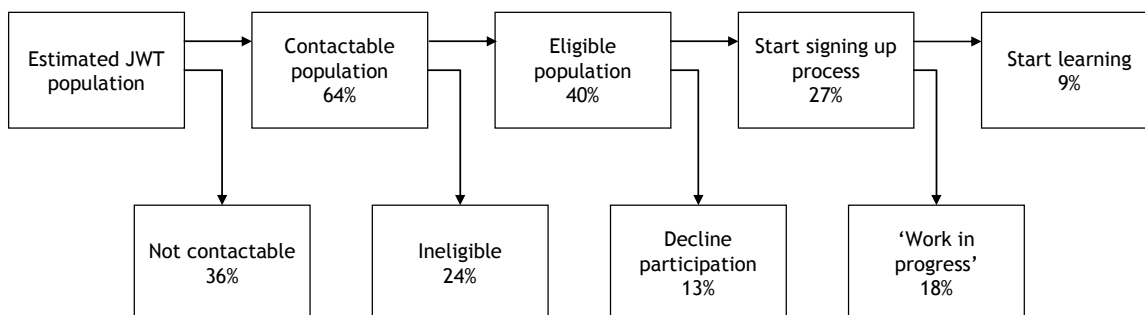 Estimated JWT
population
Contactable
population
64%
Eligible
population
40%
Start signing up
process
27%
Start learning
9%
Not contactable
36%
Ineligible
24%
Decline
participation
13%
‘Work in
progress’
18%